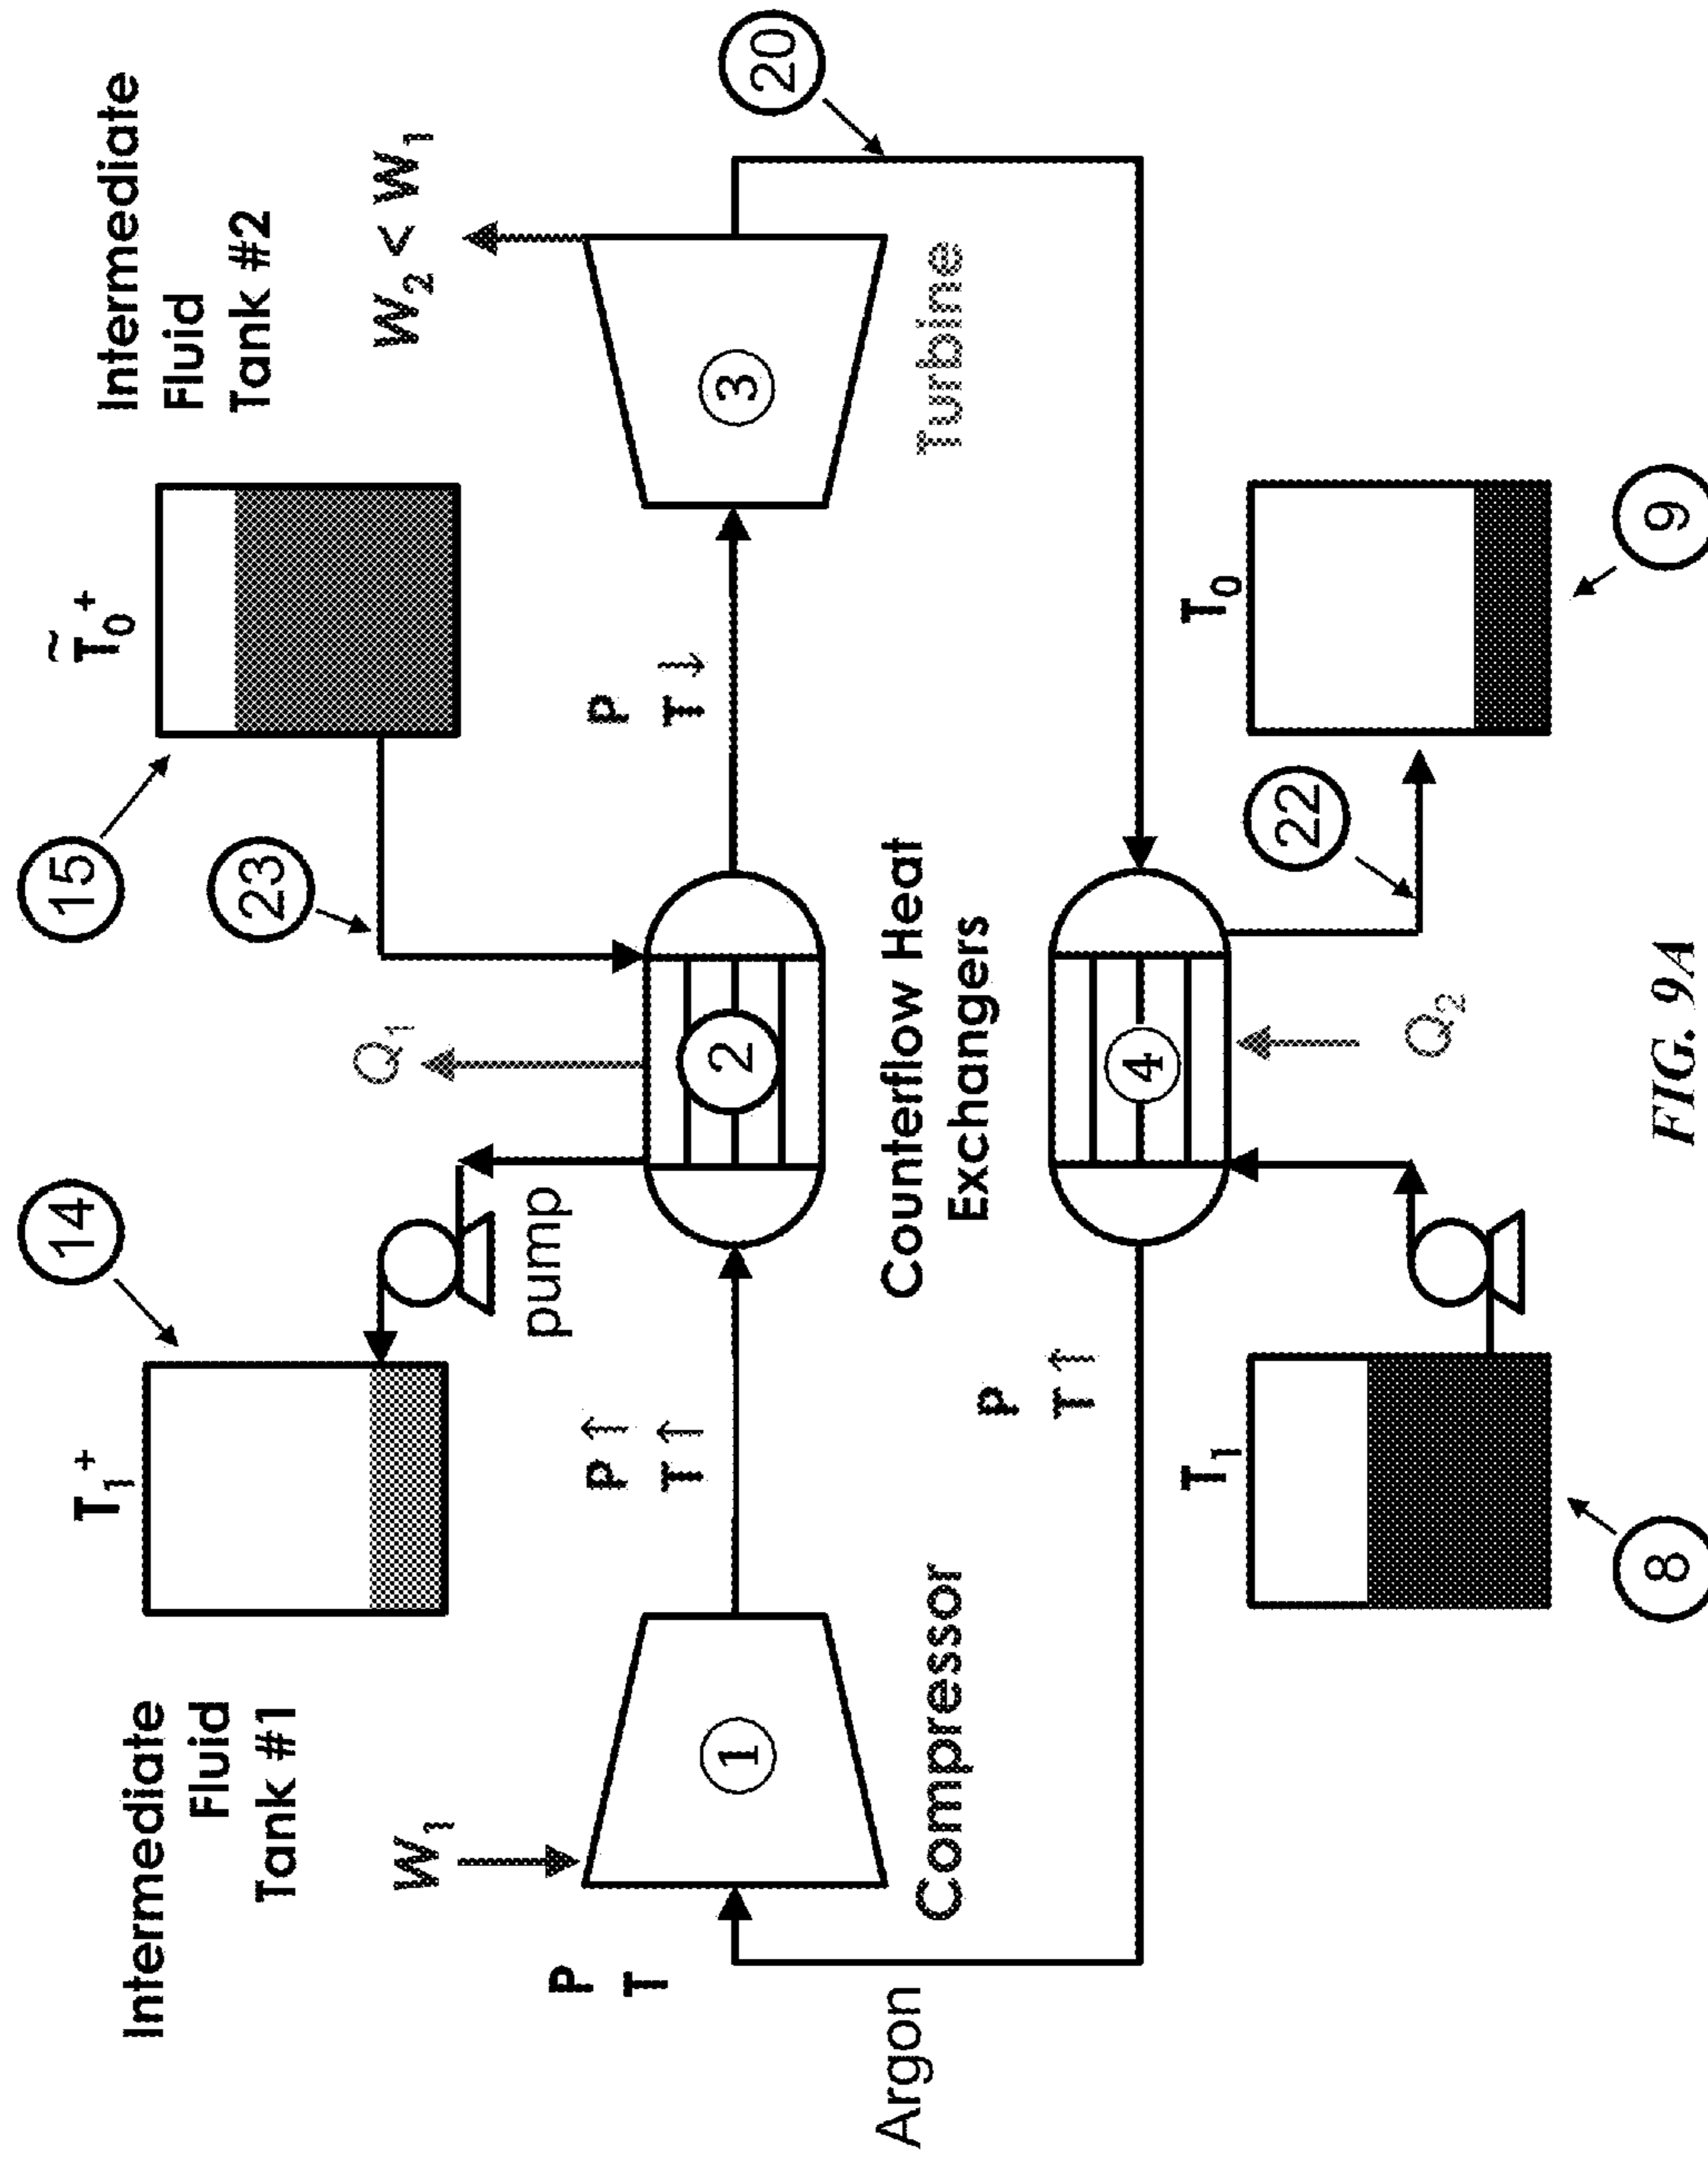 Intermediate
Fluid
Tank #1
T₁⁺
14
15
T̃₀⁺
Intermediate
Fluid
Tank #2
23
W₁
Q₁
W₂ < W₁
pump
P
T
P↑
T↑
P
T↓
20
1
2
3
Compressor
Counterflow Heat
Exchangers
Turbine
Argon
P
T↑
4
T₁
T₀
22
Q₂
8
9
FIG. 9A